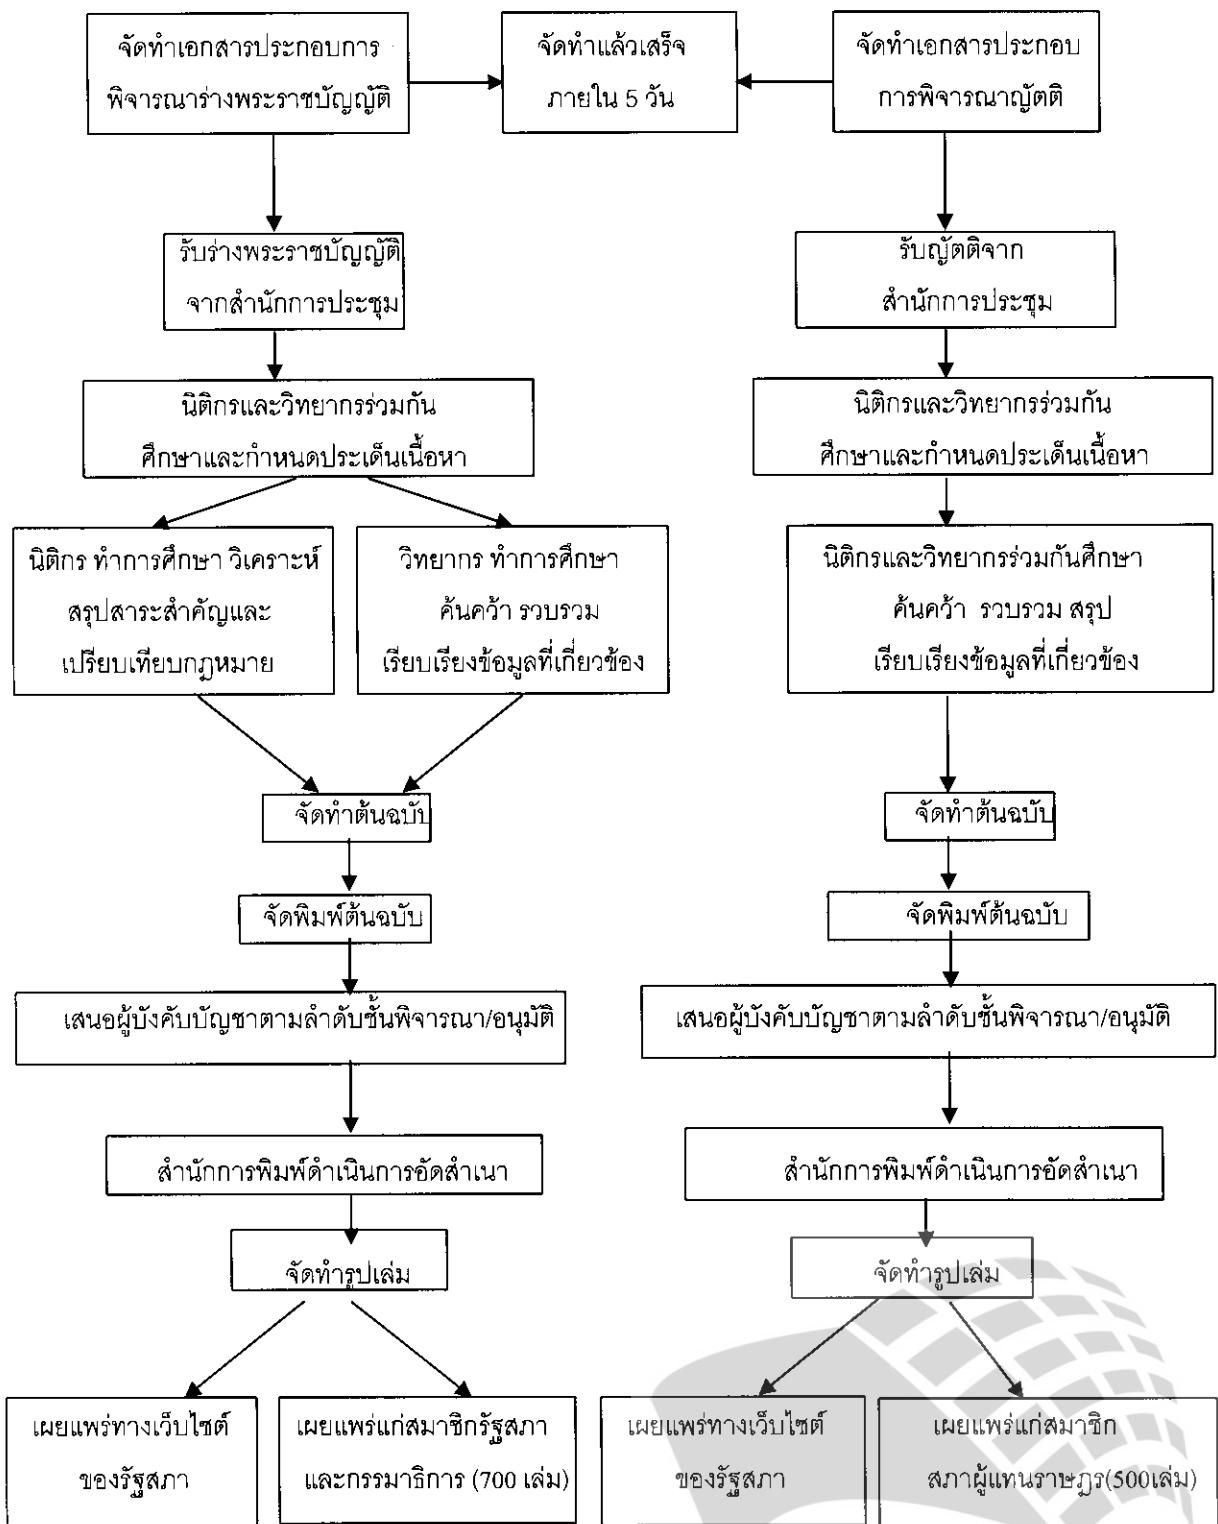 จัดทำเอกสารประกอบการ
พิจารณาร่างพระราชบัญญัติ
จัดทำแล้วเสร็จ
ภายใน 5 วัน
จัดทำเอกสารประกอบ
การพิจารณาญัตติ
รับร่างพระราชบัญญัติ
จากสำนักการประชุม
รับญัตติจาก
สำนักการประชุม
นิติกรและวิทยากรร่วมกัน
ศึกษาและกำหนดประเด็นเนื้อหา
นิติกรและวิทยากรร่วมกัน
ศึกษาและกำหนดประเด็นเนื้อหา
นิติกร ทำการศึกษา วิเคราะห์
สรุปสาระสำคัญและ
เปรียบเทียบกฎหมาย
วิทยากร ทำการศึกษา
ค้นคว้า รวบรวม
เรียบเรียงข้อมูลที่เกี่ยวข้อง
นิติกรและวิทยากรร่วมกันศึกษา
ค้นคว้า รวบรวม สรุป
เรียบเรียงข้อมูลที่เกี่ยวข้อง
จัดทำต้นฉบับ
จัดทำต้นฉบับ
จัดพิมพ์ต้นฉบับ
จัดพิมพ์ต้นฉบับ
เสนอผู้บังคับบัญชาตามลำดับชั้นพิจารณา/อนุมัติ
เสนอผู้บังคับบัญชาตามลำดับชั้นพิจารณา/อนุมัติ
สำนักการพิมพ์ดำเนินการอัดสำเนา
สำนักการพิมพ์ดำเนินการอัดสำเนา
จัดทำรูปเล่ม
จัดทำรูปเล่ม
เผยแพร่ทางเว็บไซต์
ของรัฐสภา
เผยแพร่แก่สมาชิกรัฐสภา
และกรรมาธิการ (700 เล่ม)
เผยแพร่ทางเว็บไซต์
ของรัฐสภา
เผยแพร่แก่สมาชิก
สภาผู้แทนราษฎร(500เล่ม)